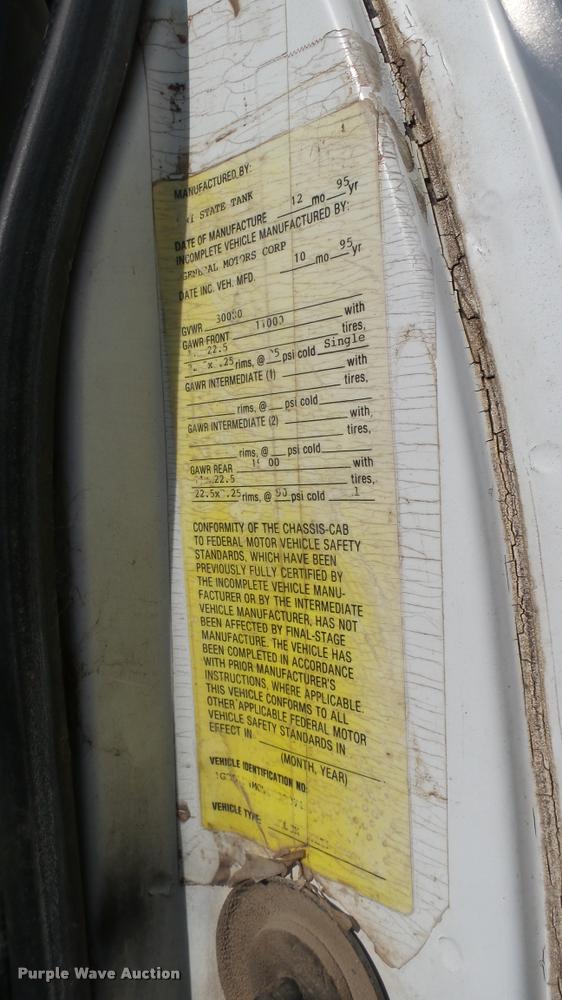 MANUFACTURED BY:
STATE TANK
DATE OF MANUFACTURE 12 mo 95 yr
INCOMPLETE VEHICLE MANUFACTURED BY:
GENERAL MOTORS CORP
DATE INC. VEH. MFD. 10 mo 95 yr
GVWR 30050 with
GAWR FRONT 11000 tires,
22.5
.25 rims, @ psi cold Single
GAWR INTERMEDIATE (1) with
tires,
rims, @ psi cold
GAWR INTERMEDIATE (2) with,
tires,
rims, @ psi cold
GAWR REAR 00 with
22.5 tires,
22.5x .25 rims, @ 90 psi cold
CONFORMITY OF THE CHASSIS-CAB
TO FEDERAL MOTOR VEHICLE SAFETY
STANDARDS, WHICH HAVE BEEN
PREVIOUSLY FULLY CERTIFIED BY
THE INCOMPLETE VEHICLE MANU-
FACTURER OR BY THE INTERMEDIATE
VEHICLE MANUFACTURER, HAS NOT
BEEN AFFECTED BY FINAL-STAGE
MANUFACTURE. THE VEHICLE HAS
BEEN COMPLETED IN ACCORDANCE
WITH PRIOR MANUFACTURER'S
INSTRUCTIONS, WHERE APPLICABLE.
THIS VEHICLE CONFORMS TO ALL
OTHER APPLICABLE FEDERAL MOTOR
VEHICLE SAFETY STANDARDS IN
EFFECT IN
(MONTH, YEAR)
VEHICLE IDENTIFICATION NO:
VEHICLE TYPE:
Purple Wave Auction